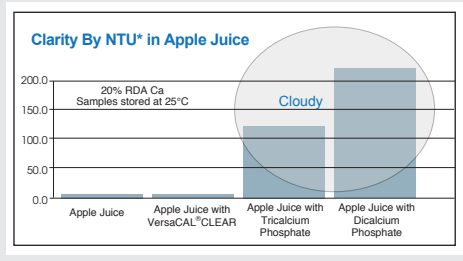 Clarity By NTU* in Apple Juice
20% RDA Ca
Samples stored at 25°C
Cloudy
200.0
150.0
100.0
50.0
0.0
Apple Juice
Apple Juice with
VersaCAL®CLEAR
Apple Juice with
Tricalcium
Phosphate
Apple Juice with
Dicalcium
Phosphate